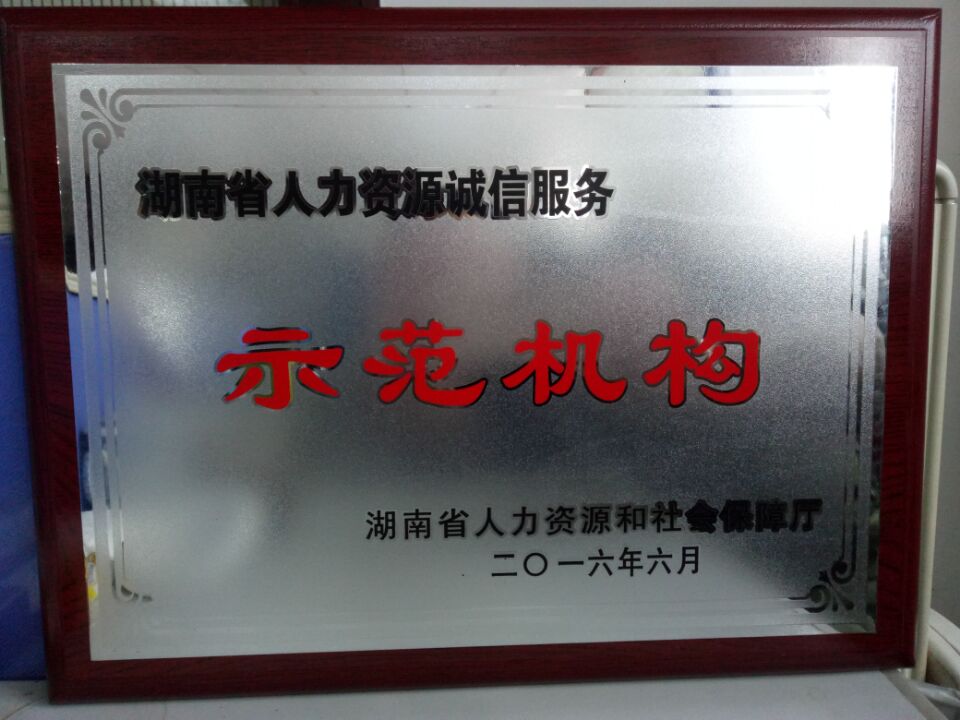 湖南省人力资源诚信服务
示范机构
湖南省人力资源和社会保障厅
二〇一六年六月